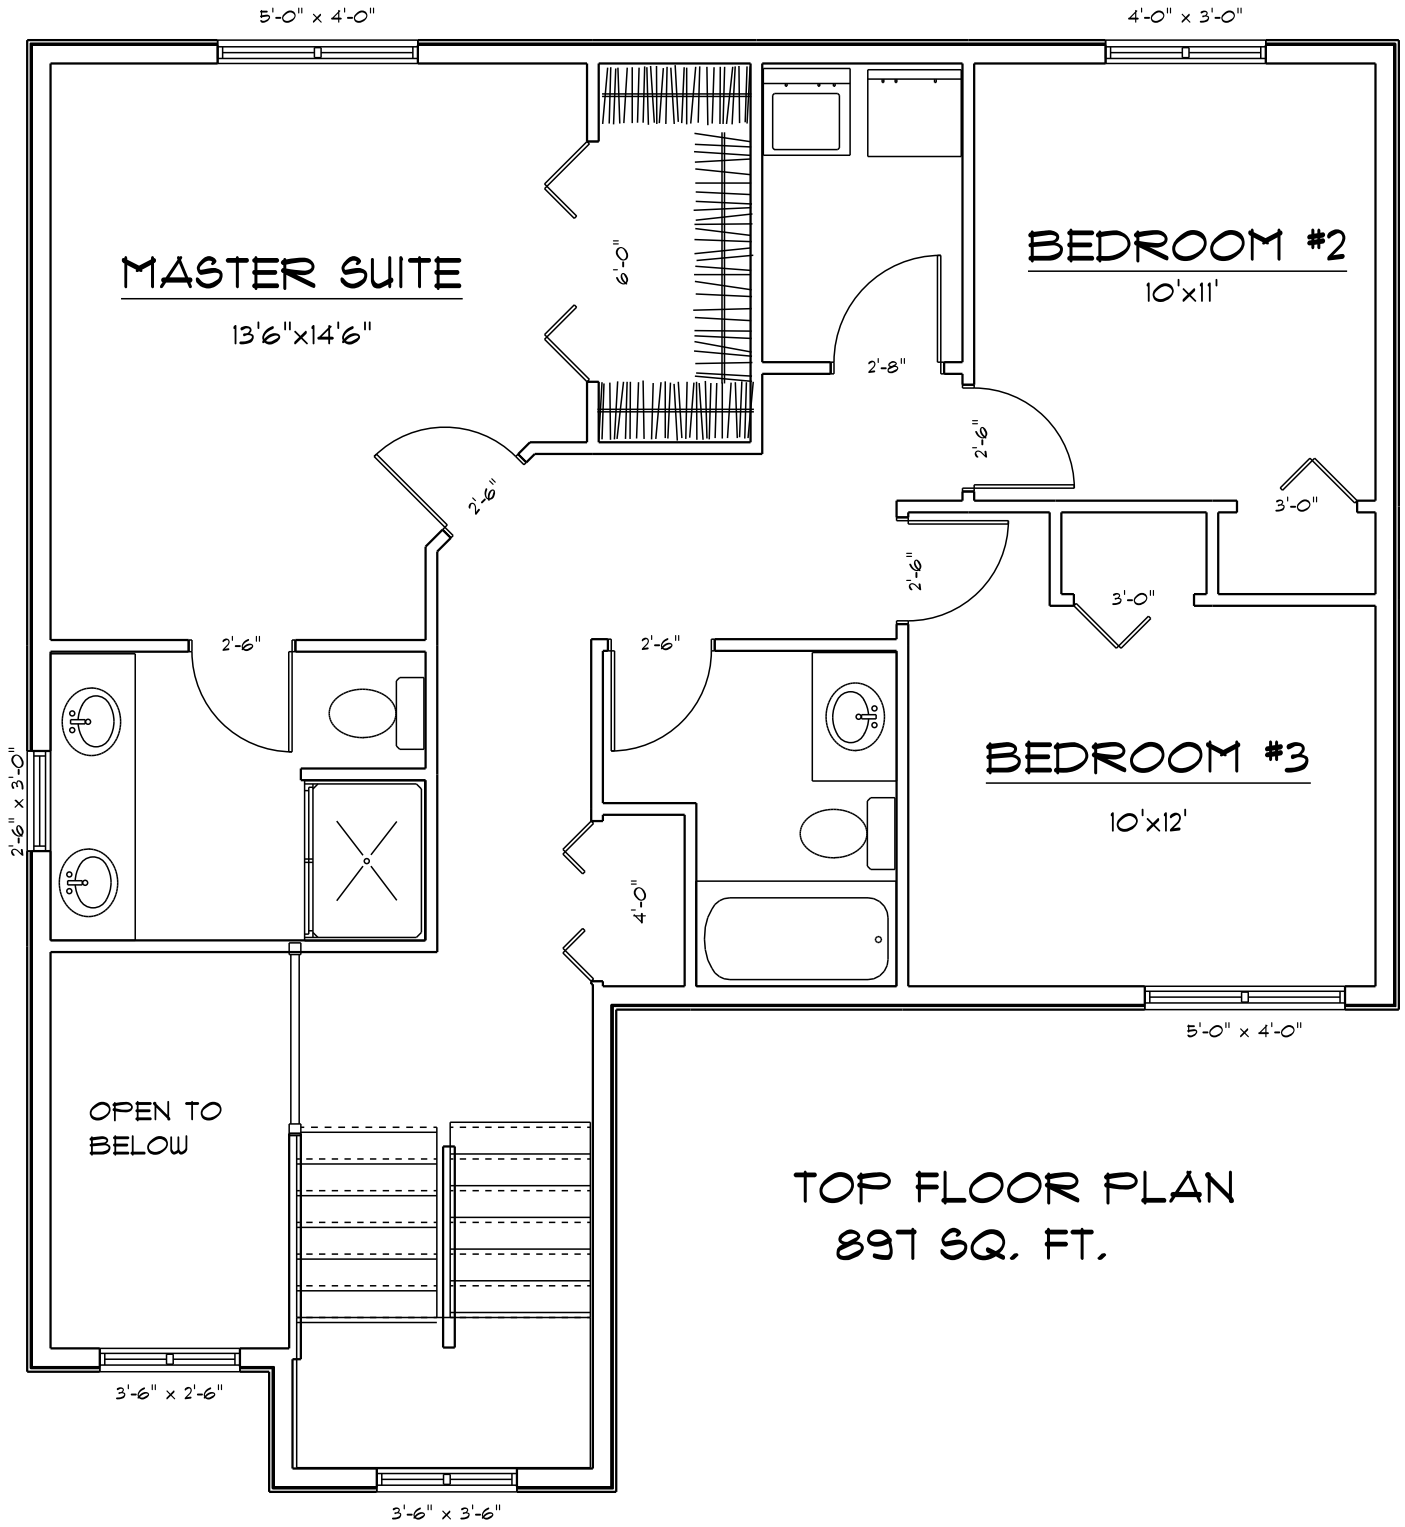 5'-0" x 4'-0"
4'-0" x 3'-0"
MASTER SUITE
13'6"x14'6"
6'-0"
BEDROOM #2
10'x11'
2'-8"
2'-6"
2'-6"
3'-0"
2'-6"
3'-0"
2'-6"
2'-6"
2'-6" x 3'-0"
BEDROOM #3
10'x12'
4'-0"
5'-0" x 4'-0"
OPEN TO
BELOW
TOP FLOOR PLAN
897 SQ. FT.
3'-6" x 2'-6"
3'-6" x 3'-6"